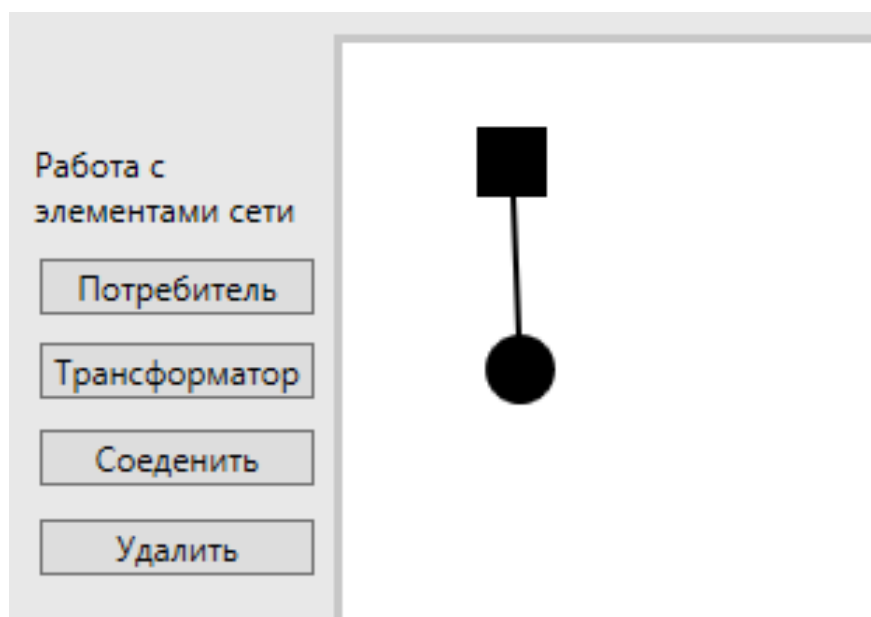 Работа с
элементами сети
Потребитель
Трансформатор
Соеденить
Удалить